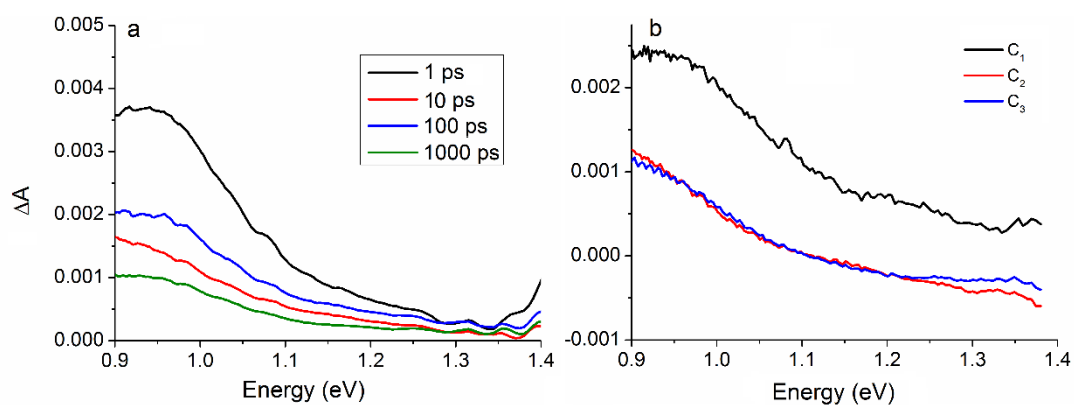 a
0.005
0.004
0.003
0.002
0.001
0.000
ΔA
0.9 1.0 1.1 1.2 1.3 1.4
Energy (eV)
1 ps
10 ps
100 ps
1000 ps
b
0.002
0.001
0.000
-0.001
0.9 1.0 1.1 1.2 1.3 1.4
Energy (eV)
C₁
C₂
C₃